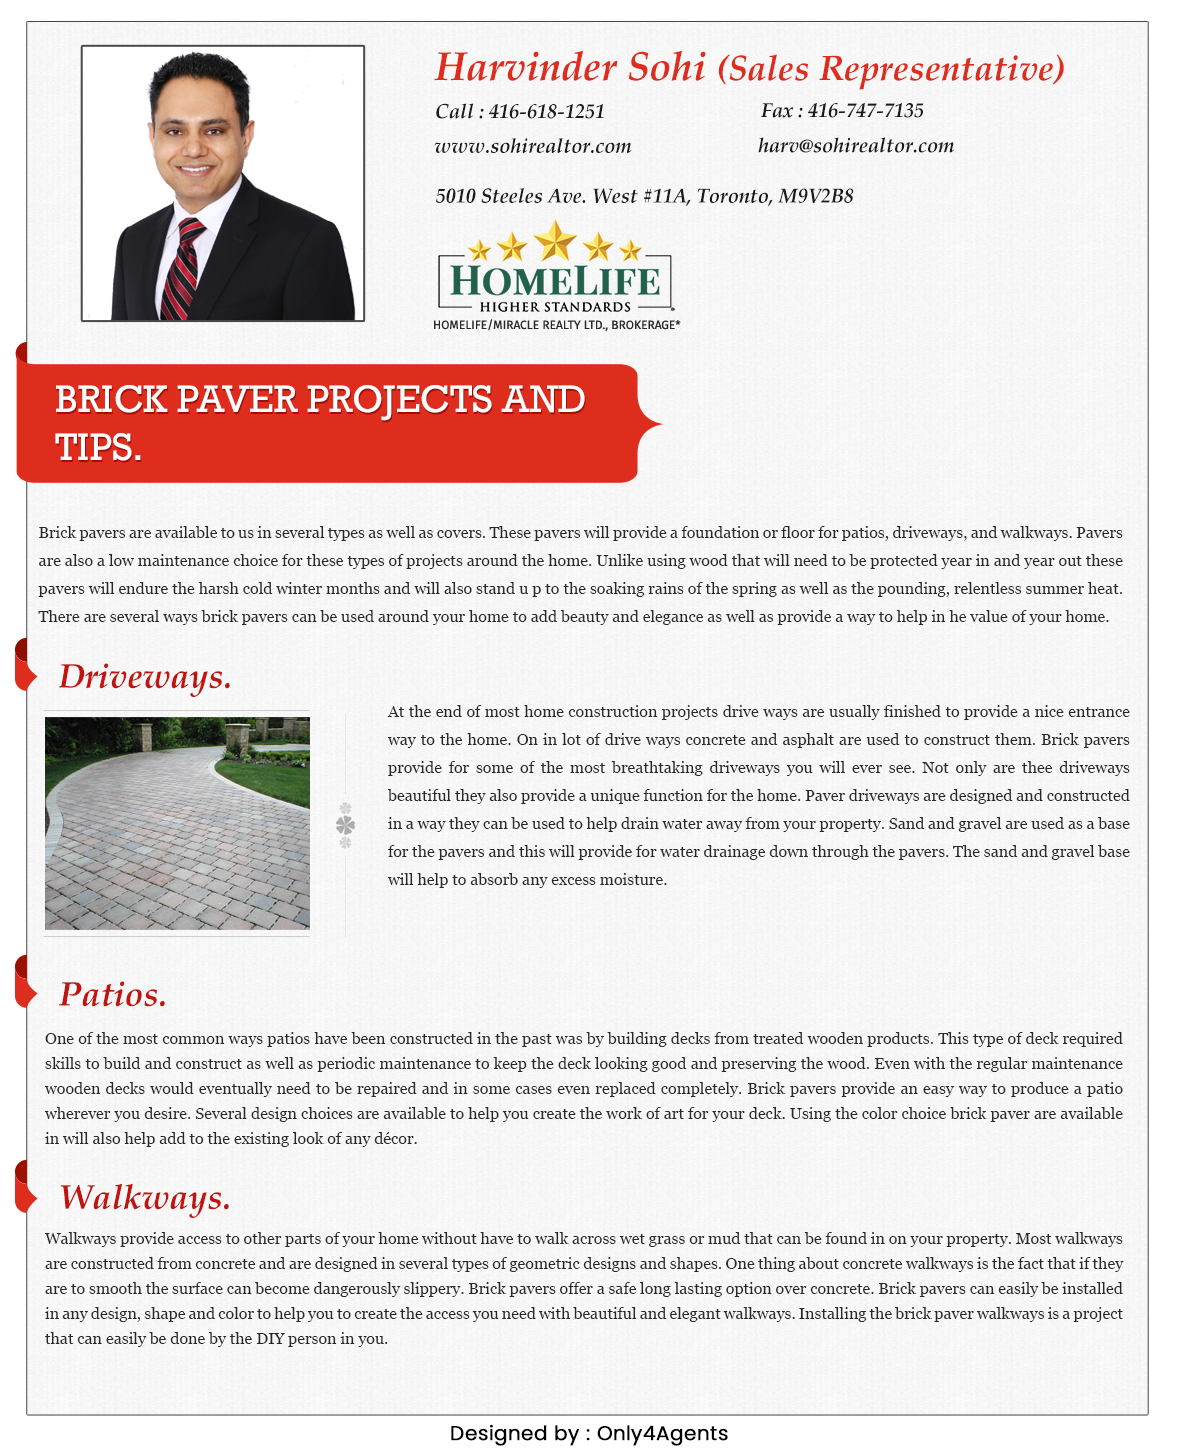 Harvinder Sohi (Sales Representative)
Call : 416-618-1251
Fax : 416-747-7135
www.sohirealtor.com
harv@sohirealtor.com
5010 Steeles Ave. West #11A, Toronto, M9V2B8
HOMELIFE
HIGHER STANDARDS
HOMELIFE/MIRACLE REALTY LTD., BROKERAGE*
BRICK PAVER PROJECTS AND
TIPS.
Brick pavers are available to us in several types as well as covers. These pavers will provide a foundation or floor for patios, driveways, and walkways. Pavers
are also a low maintenance choice for these types of projects around the home. Unlike using wood that will need to be protected year in and year out these
pavers will endure the harsh cold winter months and will also stand u p to the soaking rains of the spring as well as the pounding, relentless summer heat.
There are several ways brick pavers can be used around your home to add beauty and elegance as well as provide a way to help in he value of your home.
Driveways.
At the end of most home construction projects drive ways are usually finished to provide a nice entrance
way to the home. On in lot of drive ways concrete and asphalt are used to construct them. Brick pavers
provide for some of the most breathtaking driveways you will ever see. Not only are thee driveways
beautiful they also provide a unique function for the home. Paver driveways are designed and constructed
in a way they can be used to help drain water away from your property. Sand and gravel are used as a base
for the pavers and this will provide for water drainage down through the pavers. The sand and gravel base
will help to absorb any excess moisture.
Patios.
One of the most common ways patios have been constructed in the past was by building decks from treated wooden products. This type of deck required
skills to build and construct as well as periodic maintenance to keep the deck looking good and preserving the wood. Even with the regular maintenance
wooden decks would eventually need to be repaired and in some cases even replaced completely. Brick pavers provide an easy way to produce a patio
wherever you desire. Several design choices are available to help you create the work of art for your deck. Using the color choice brick paver are available
in will also help add to the existing look of any décor.
Walkways.
Walkways provide access to other parts of your home without have to walk across wet grass or mud that can be found in on your property. Most walkways
are constructed from concrete and are designed in several types of geometric designs and shapes. One thing about concrete walkways is the fact that if they
are to smooth the surface can become dangerously slippery. Brick pavers offer a safe long lasting option over concrete. Brick pavers can easily be installed
in any design, shape and color to help you to create the access you need with beautiful and elegant walkways. Installing the brick paver walkways is a project
that can easily be done by the DIY person in you.
Designed by : Only4Agents